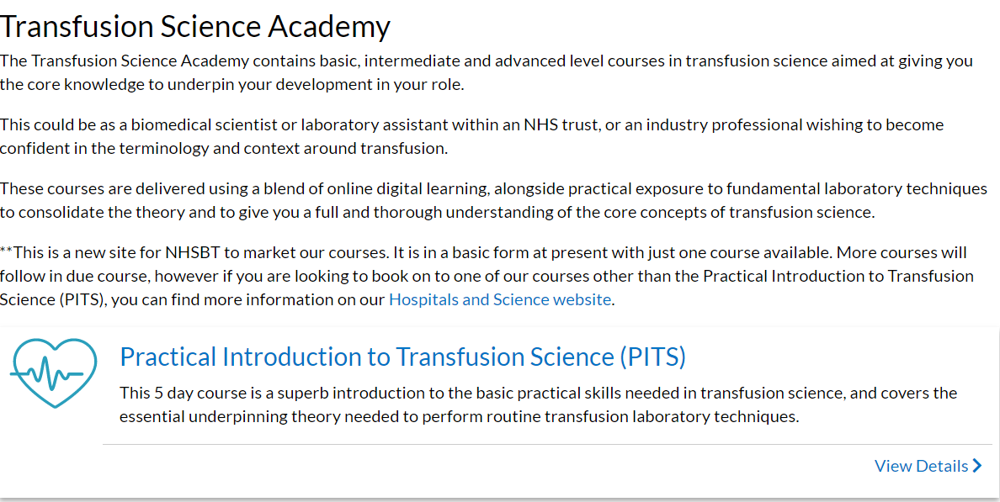 Transfusion Science Academy
The Transfusion Science Academy contains basic, intermediate and advanced level courses in transfusion science aimed at giving you
the core knowledge to underpin your development in your role.
This could be as a biomedical scientist or laboratory assistant within an NHS trust, or an industry professional wishing to become
confident in the terminology and context around transfusion.
These courses are delivered using a blend of online digital learning, alongside practical exposure to fundamental laboratory techniques
to consolidate the theory and to give you a full and thorough understanding of the core concepts of transfusion science.
**This is a new site for NHSBT to market our courses. It is in a basic form at present with just one course available. More courses will
follow in due course, however if you are looking to book on to one of our courses other than the Practical Introduction to Transfusion
Science (PITS), you can find more information on our Hospitals and Science website.
Practical Introduction to Transfusion Science (PITS)
This 5 day course is a superb introduction to the basic practical skills needed in transfusion science, and covers the
essential underpinning theory needed to perform routine transfusion laboratory techniques.
View Details